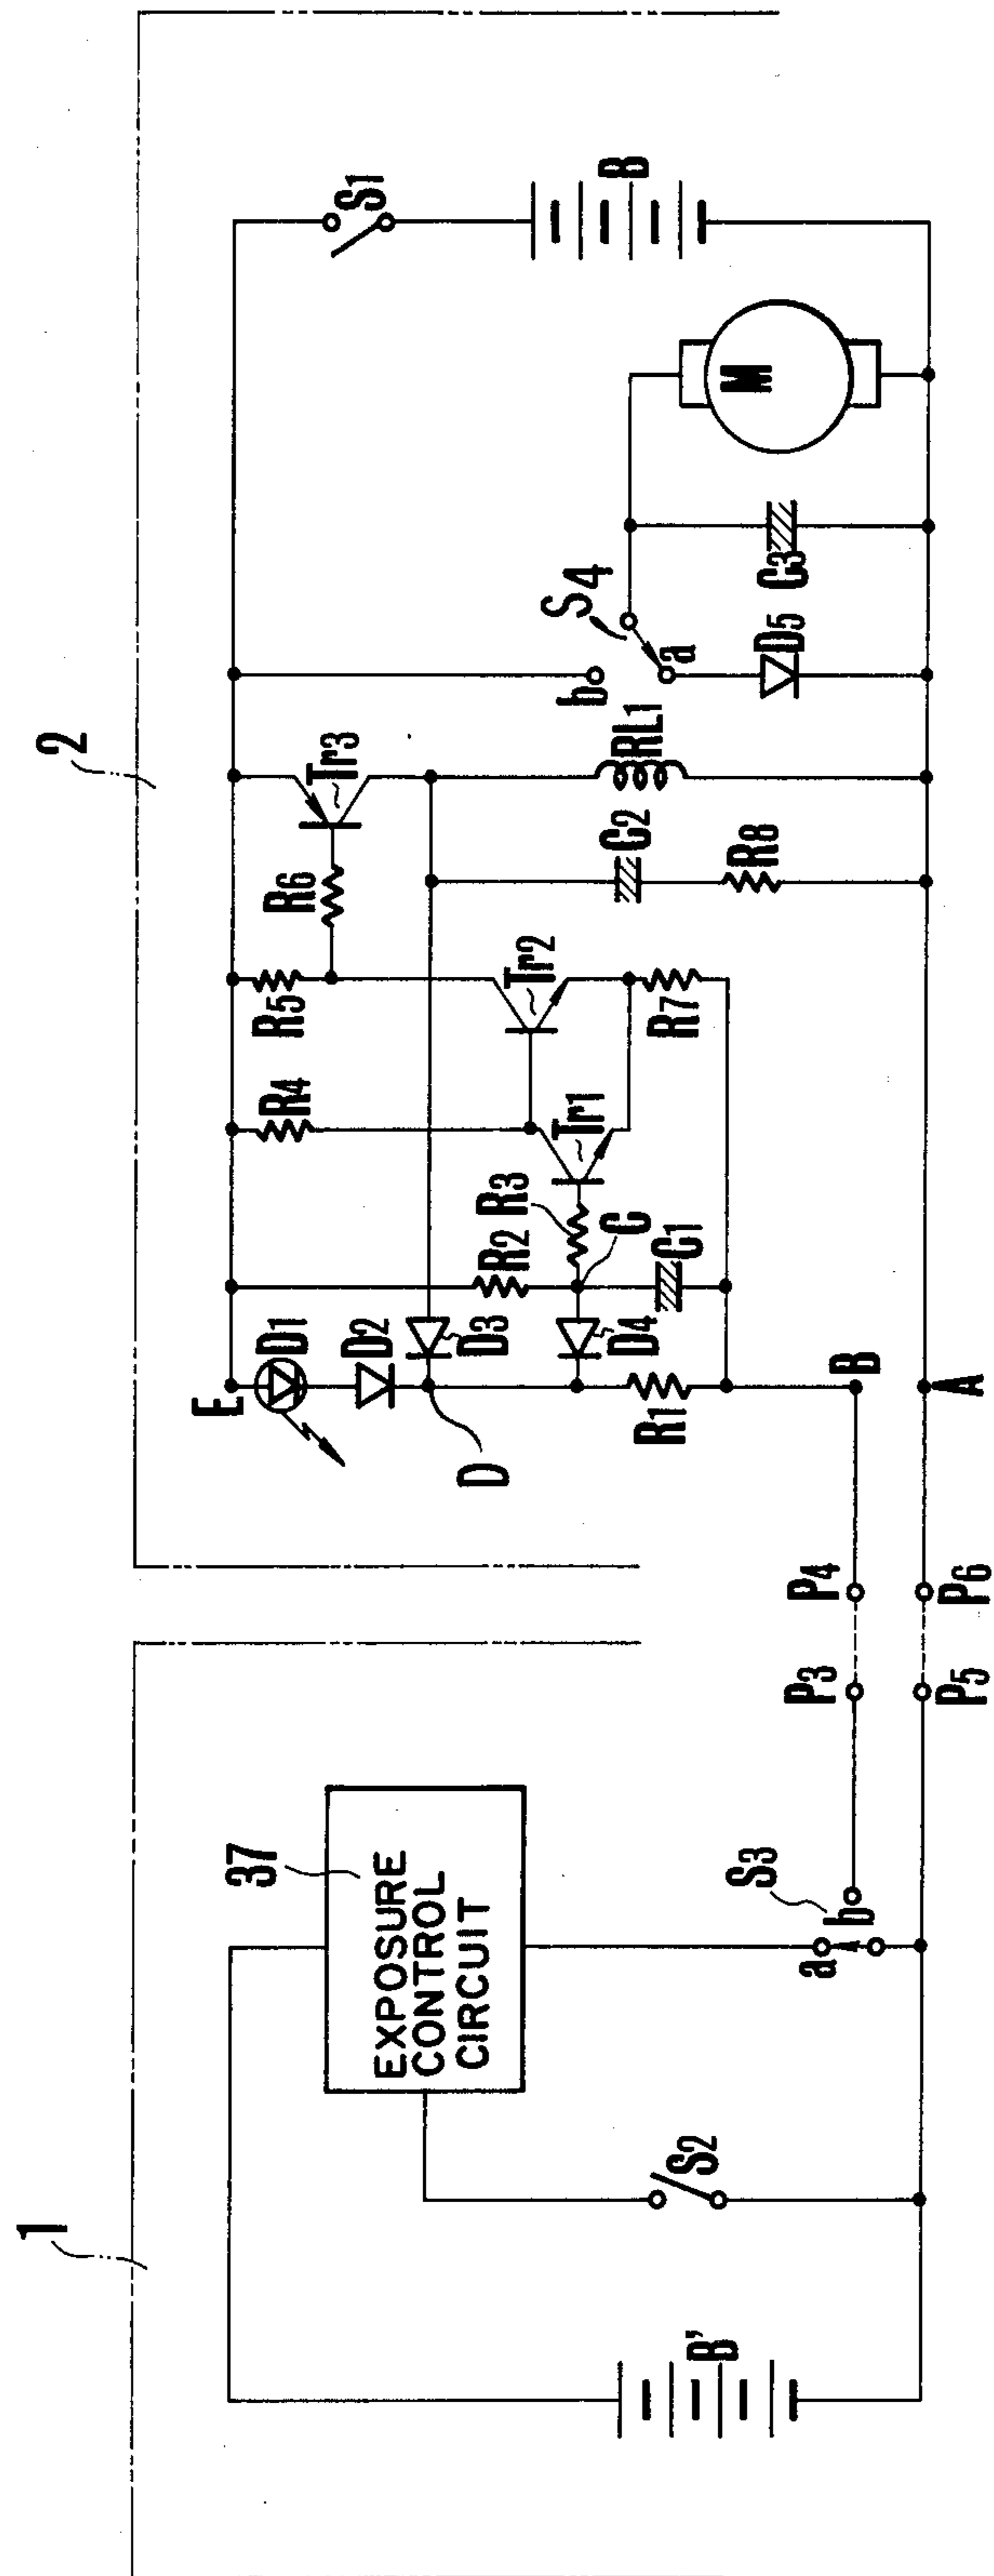 1
2
37
EXPOSURE
CONTROL
CIRCUIT
B'
S2
S3
a
b
P3
P4
P5
P6
E
D1
D2
D
D3
D4
R1
B
A
R2
R3
C
C1
R4
Tr1
R5
Tr2
R7
R6
Tr3
C2
R8
RL1
b
S4
a
D5
C3
M
S1
B